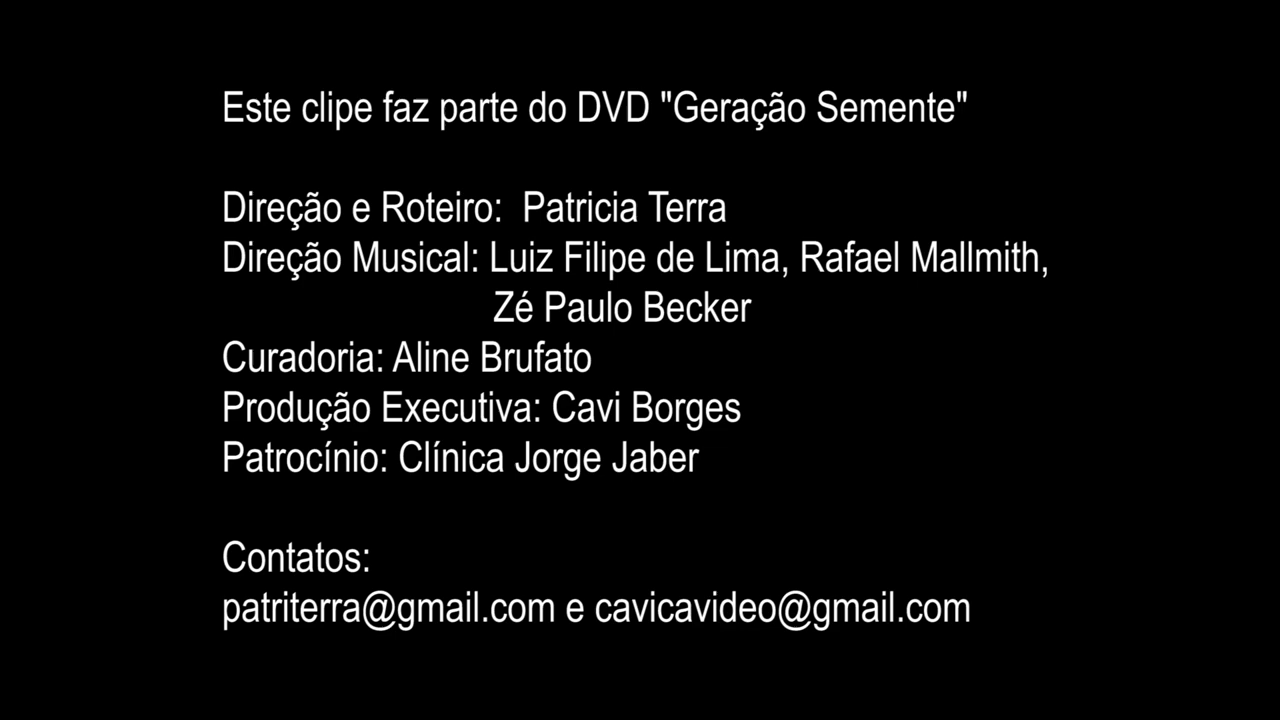 Este clipe faz parte do DVD "Geração Semente"
Direção e Roteiro:  Patricia Terra
Direção Musical: Luiz Filipe de Lima, Rafael Mallmith,
Zé Paulo Becker
Curadoria: Aline Brufato
Produção Executiva: Cavi Borges
Patrocínio: Clínica Jorge Jaber
Contatos:
patriterra@gmail.com e cavicavideo@gmail.com